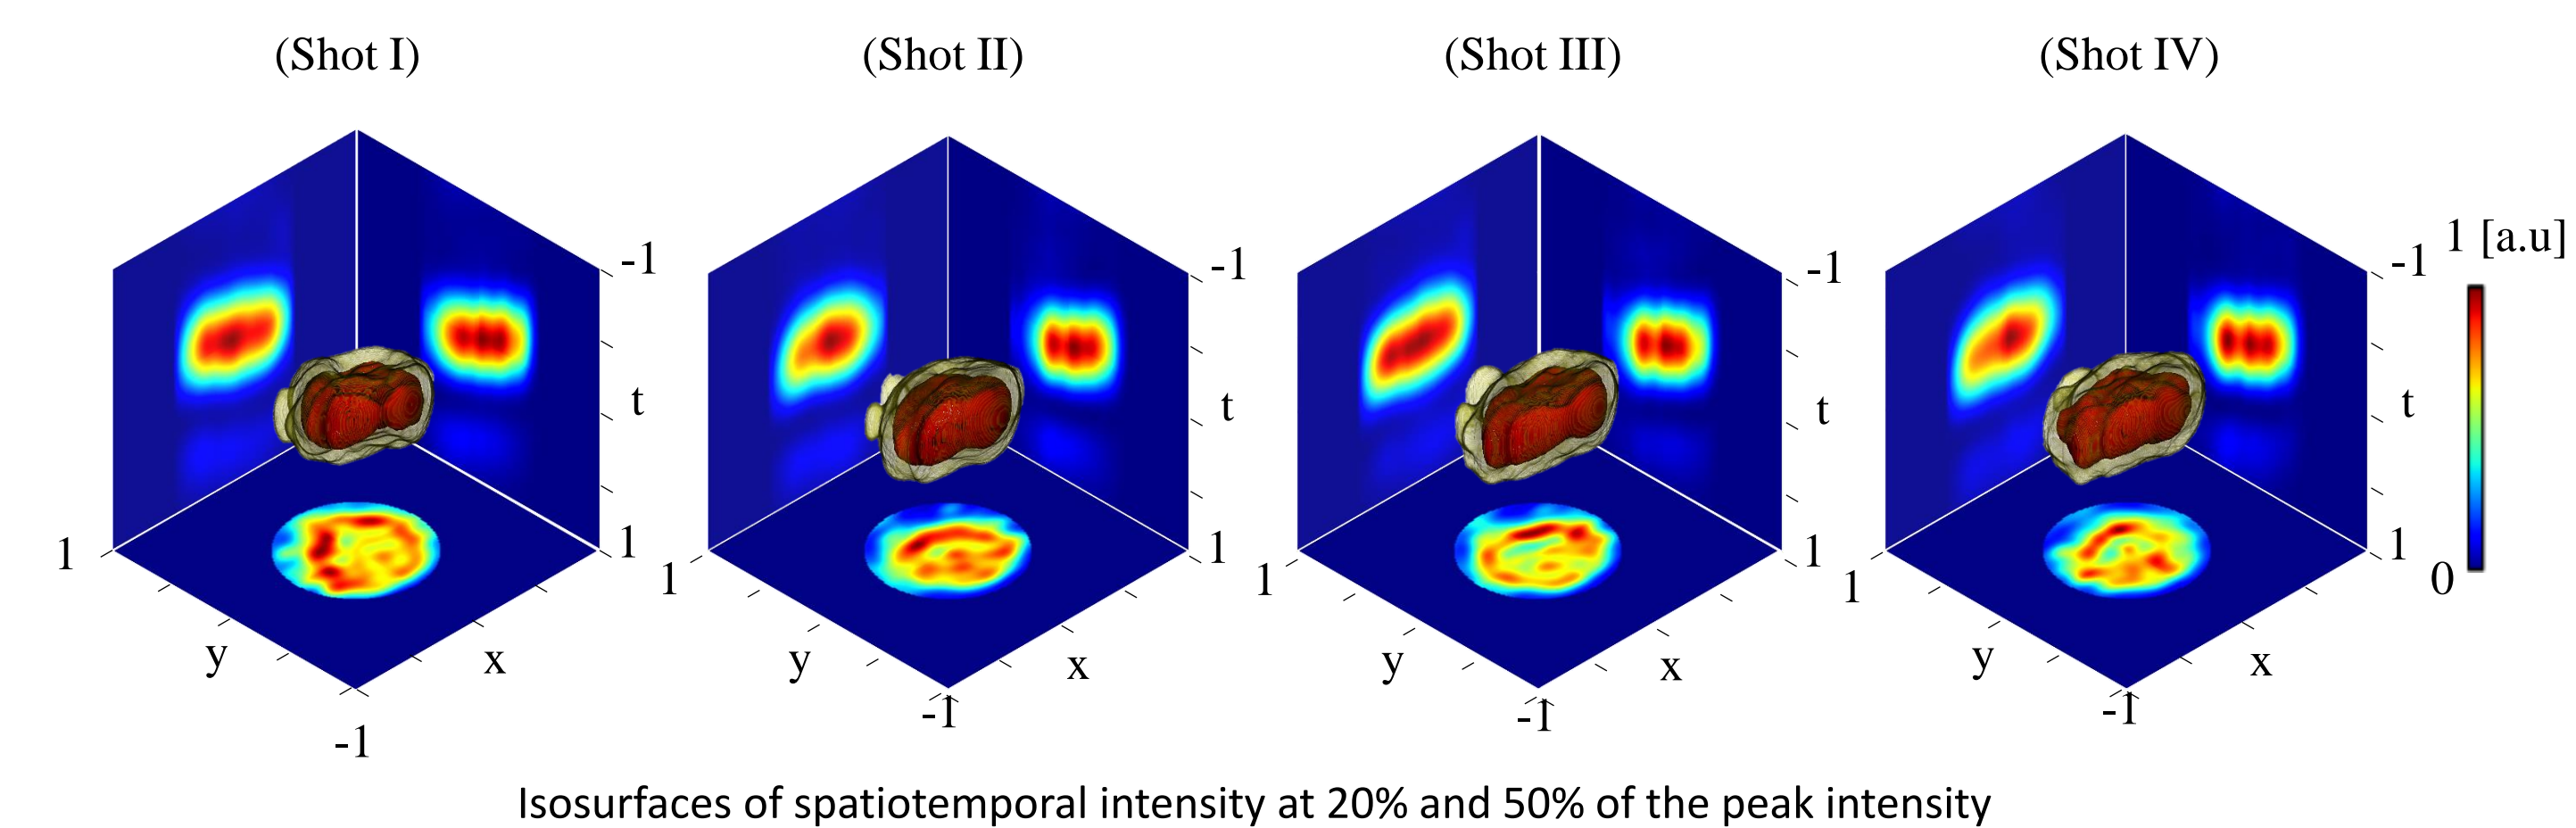 (Shot I) (Shot II) (Shot III) (Shot IV)
1 [a.u]
-1 -1 -1 -1
t t t t
1 1 1 1 1 1 1 1 0
y x y x y x y x
-1 -1 -1 -1
Isosurfaces of spatiotemporal intensity at 20% and 50% of the peak intensity